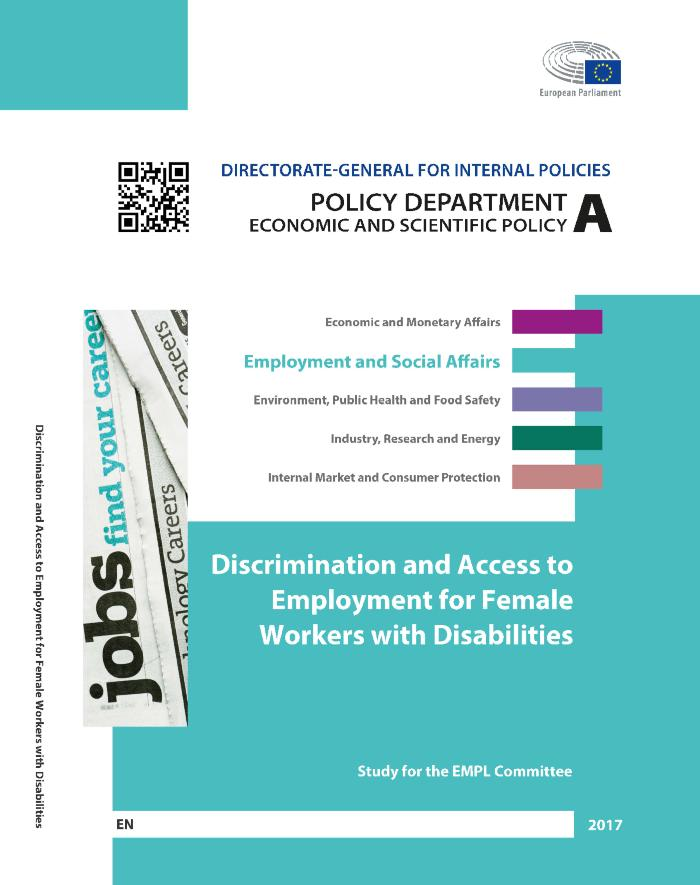 European Parliament
DIRECTORATE-GENERAL FOR INTERNAL POLICIES
POLICY DEPARTMENT A
ECONOMIC AND SCIENTIFIC POLICY
Economic and Monetary Affairs
Employment and Social Affairs
Environment, Public Health and Food Safety
Industry, Research and Energy
Internal Market and Consumer Protection
jobs find your career
Careers
Careers
Discrimination and Access to
Employment for Female
Workers with Disabilities
Discrimination and Access to Employment for Female Workers with Disabilities
Study for the EMPL Committee
EN
2017